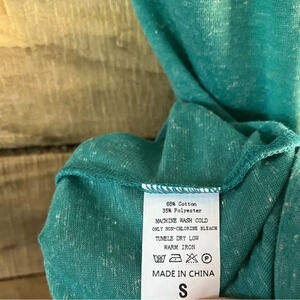 65% Cotton
35% Polyester
MACHINE WASH COLD
ONLY NON-CHLORINE BLEACH
TUMBLE DRY LOW
WARM IRON
MADE IN CHINA
S